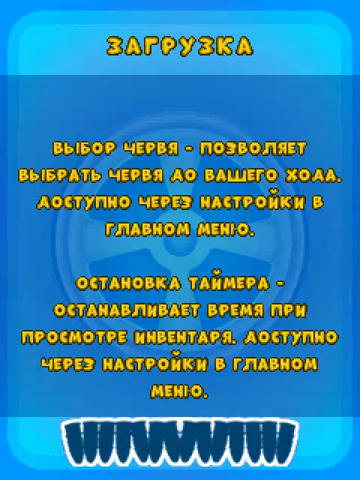 ЗАГРУЗКА
ВЫБОР ЧЕРВЯ - ПОЗВОЛЯЕТ
ВЫБРАТЬ ЧЕРВЯ ДО ВАШЕГО ХОДА.
ДОСТУПНО ЧЕРЕЗ НАСТРОЙКИ В
ГЛАВНОМ МЕНЮ.
ОСТАНОВКА ТАЙМЕРА -
ОСТАНАВЛИВАЕТ ВРЕМЯ ПРИ
ПРОСМОТРЕ ИНВЕНТАРЯ. ДОСТУПНО
ЧЕРЕЗ НАСТРОЙКИ В ГЛАВНОМ
МЕНЮ.